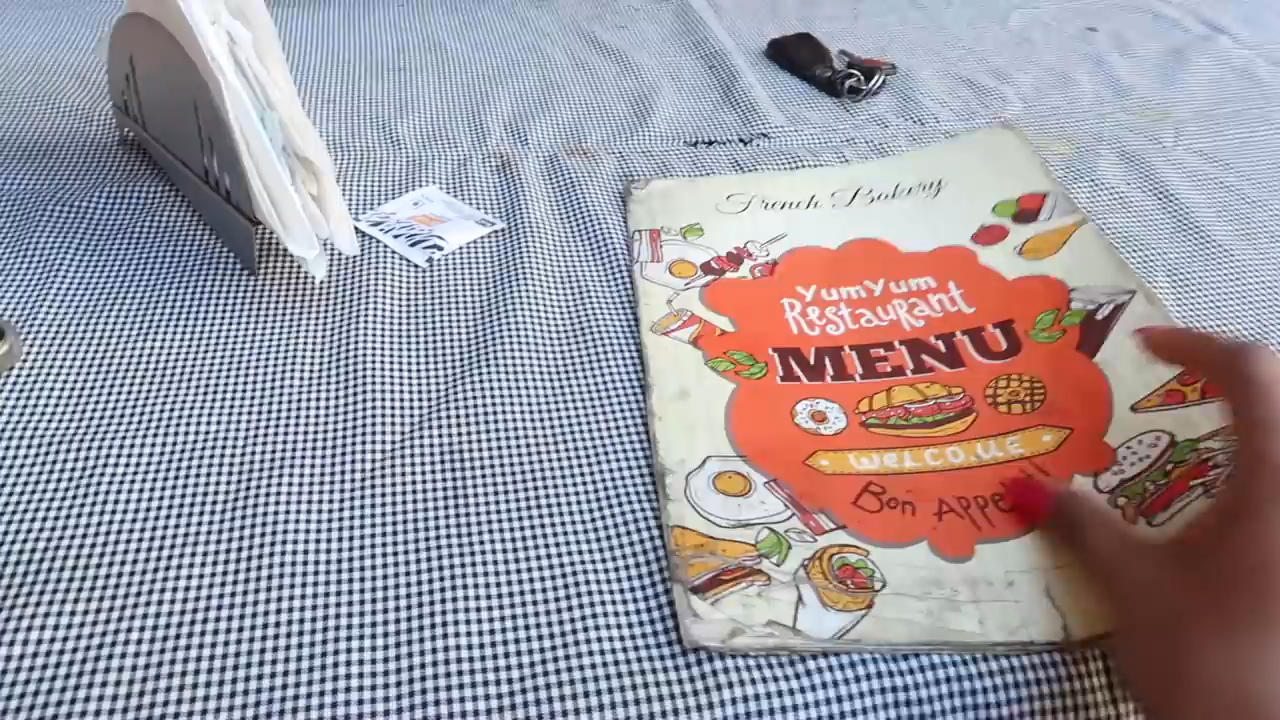 French Bakery
YumYum
Restaurant
MENU
WELCOME
Bon Appe